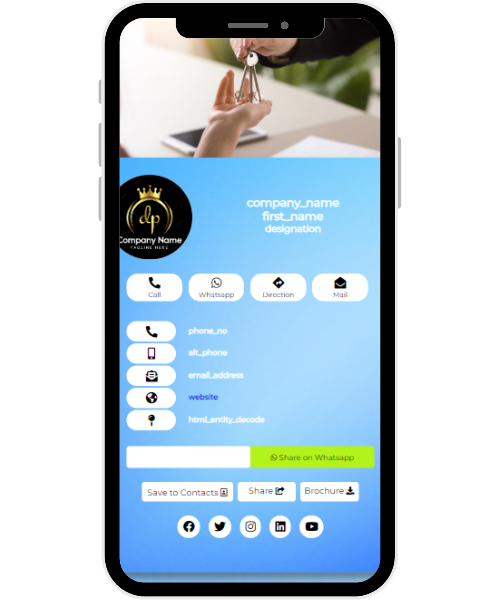 company_name
first_name
designation
dp
Company Name
TAGLINE HERE
Call
Whatsapp
Direction
Mail
phone_no
alt_phone
email_address
website
html_entity_decode
Share on Whatsapp
Save to Contacts
Share
Brochure